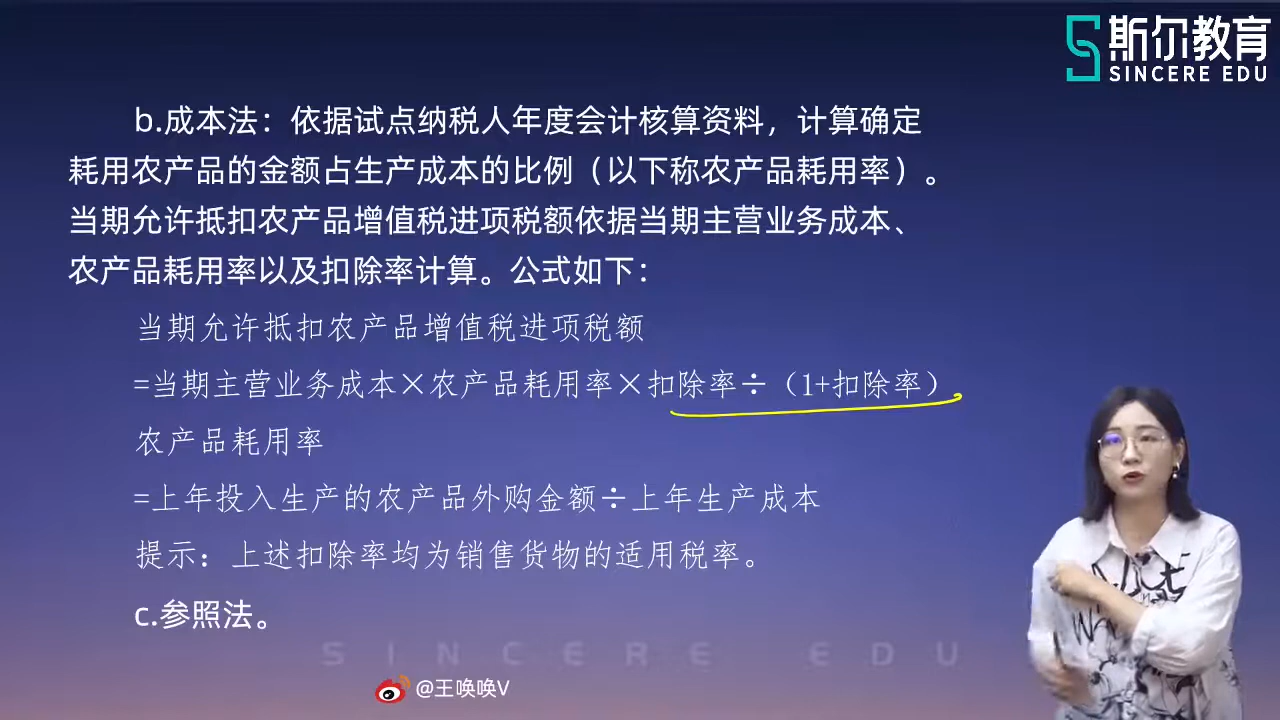 斯尔教育
SINCERE EDU
b.成本法：依据试点纳税人年度会计核算资料，计算确定
耗用农产品的金额占生产成本的比例（以下称农产品耗用率）。
当期允许抵扣农产品增值税进项税额依据当期主营业务成本、
农产品耗用率以及扣除率计算。公式如下：
当期允许抵扣农产品增值税进项税额
=当期主营业务成本×农产品耗用率×扣除率÷（1+扣除率）
农产品耗用率
=上年投入生产的农产品外购金额÷上年生产成本
提示：上述扣除率均为销售货物的适用税率。
c.参照法。
SINCERE EDU
@王唤唤V